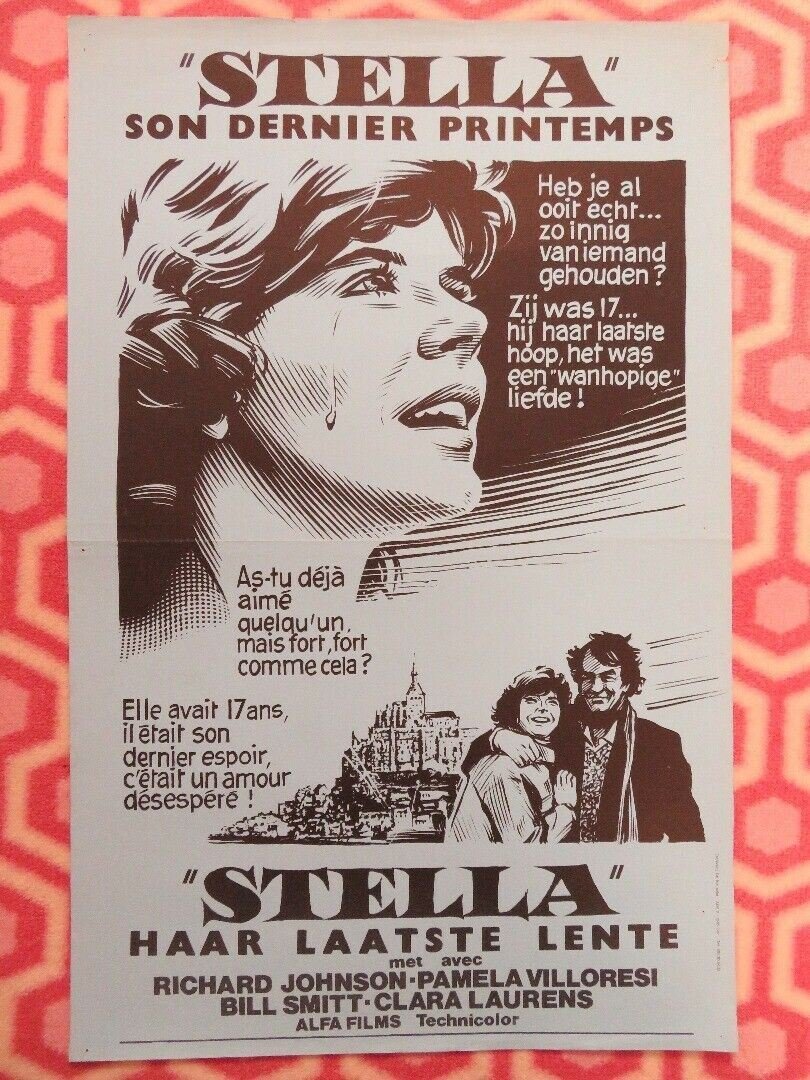 "STELLA"
SON DERNIER PRINTEMPS
Heb je al
ooit echt...
zo innig
van iemand
gehouden?
Zij was 17...
hij haar laatste
hoop, het was
een "wanhopige"
liefde!
As-tu déjà
aimé
quelqu'un,
mais fort, fort
comme cela?
Elle avait 17 ans,
il était son
dernier espoir,
c'était un amour
désespéré!
"STELLA"
HAAR LAATSTE LENTE
met avec
RICHARD JOHNSON·PAMELA VILLORESI
BILL SMITT·CLARA LAURENS
ALFA FILMS Technicolor